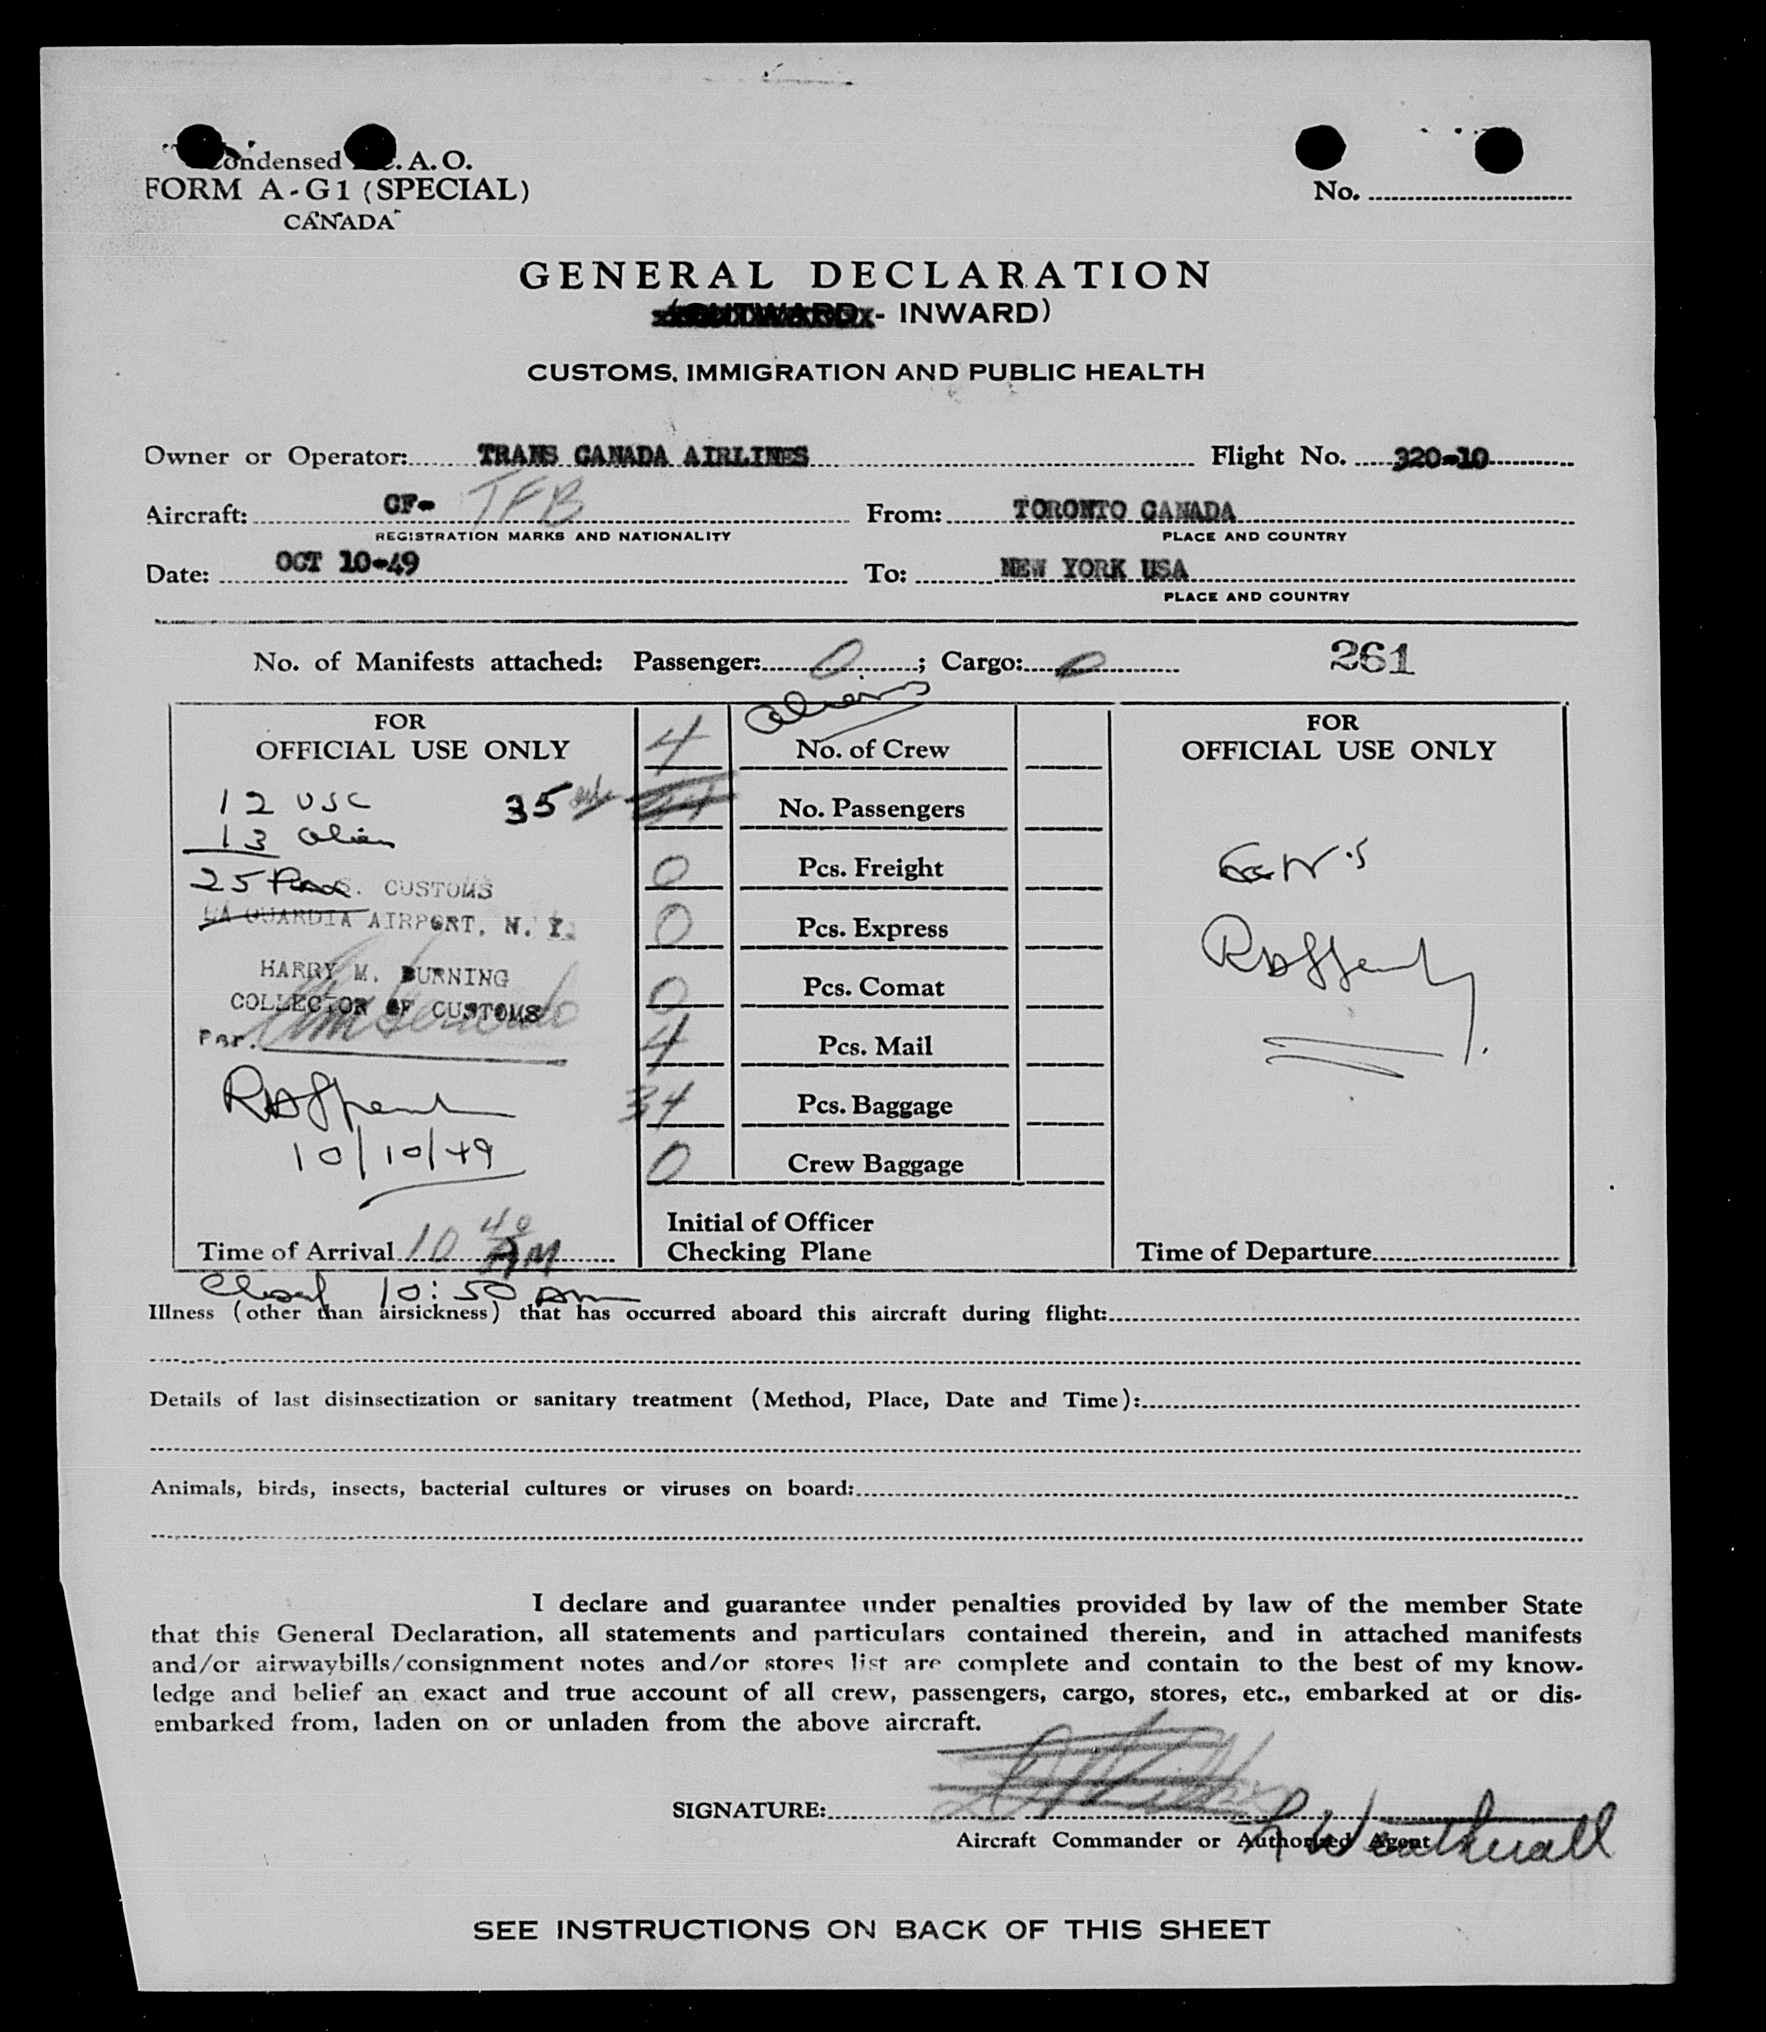 Condensed I.C.A.O.
FORM A-G1 (SPECIAL)
CANADA
No.
GENERAL DECLARATION
(OUTWARD - INWARD)
CUSTOMS, IMMIGRATION AND PUBLIC HEALTH
Owner or Operator: TRANS CANADA AIRLINES Flight No. 320-10
Aircraft: CF- TFB From: TORONTO CANADA
REGISTRATION MARKS AND NATIONALITY PLACE AND COUNTRY
Date: OCT 10-49 To: NEW YORK USA
PLACE AND COUNTRY
No. of Manifests attached: Passenger: 0; Cargo: 0 261
aliens
FOR
OFFICIAL USE ONLY
12 USC 35
13 alien
25 Pax S. CUSTOMS
LA GUARDIA AIRPORT, N. Y.
HARRY M. DURNING
COLLECTOR OF CUSTOMS
Per.
10/10/49
Time of Arrival 10 40 AM
4 No. of Crew
No. Passengers
0 Pcs. Freight
0 Pcs. Express
0 Pcs. Comat
4 Pcs. Mail
34 Pcs. Baggage
0 Crew Baggage
Initial of Officer
Checking Plane
FOR
OFFICIAL USE ONLY
Time of Departure
Closed 10:50 am
Illness (other than airsickness) that has occurred aboard this aircraft during flight:
Details of last disinsectization or sanitary treatment (Method, Place, Date and Time):
Animals, birds, insects, bacterial cultures or viruses on board:
I declare and guarantee under penalties provided by law of the member State
that this General Declaration, all statements and particulars contained therein, and in attached manifests
and/or airwaybills/consignment notes and/or stores list are complete and contain to the best of my know-
ledge and belief an exact and true account of all crew, passengers, cargo, stores, etc., embarked at or dis-
embarked from, laden on or unladen from the above aircraft.
SIGNATURE: L Weatherall
Aircraft Commander or Authorized Agent
SEE INSTRUCTIONS ON BACK OF THIS SHEET